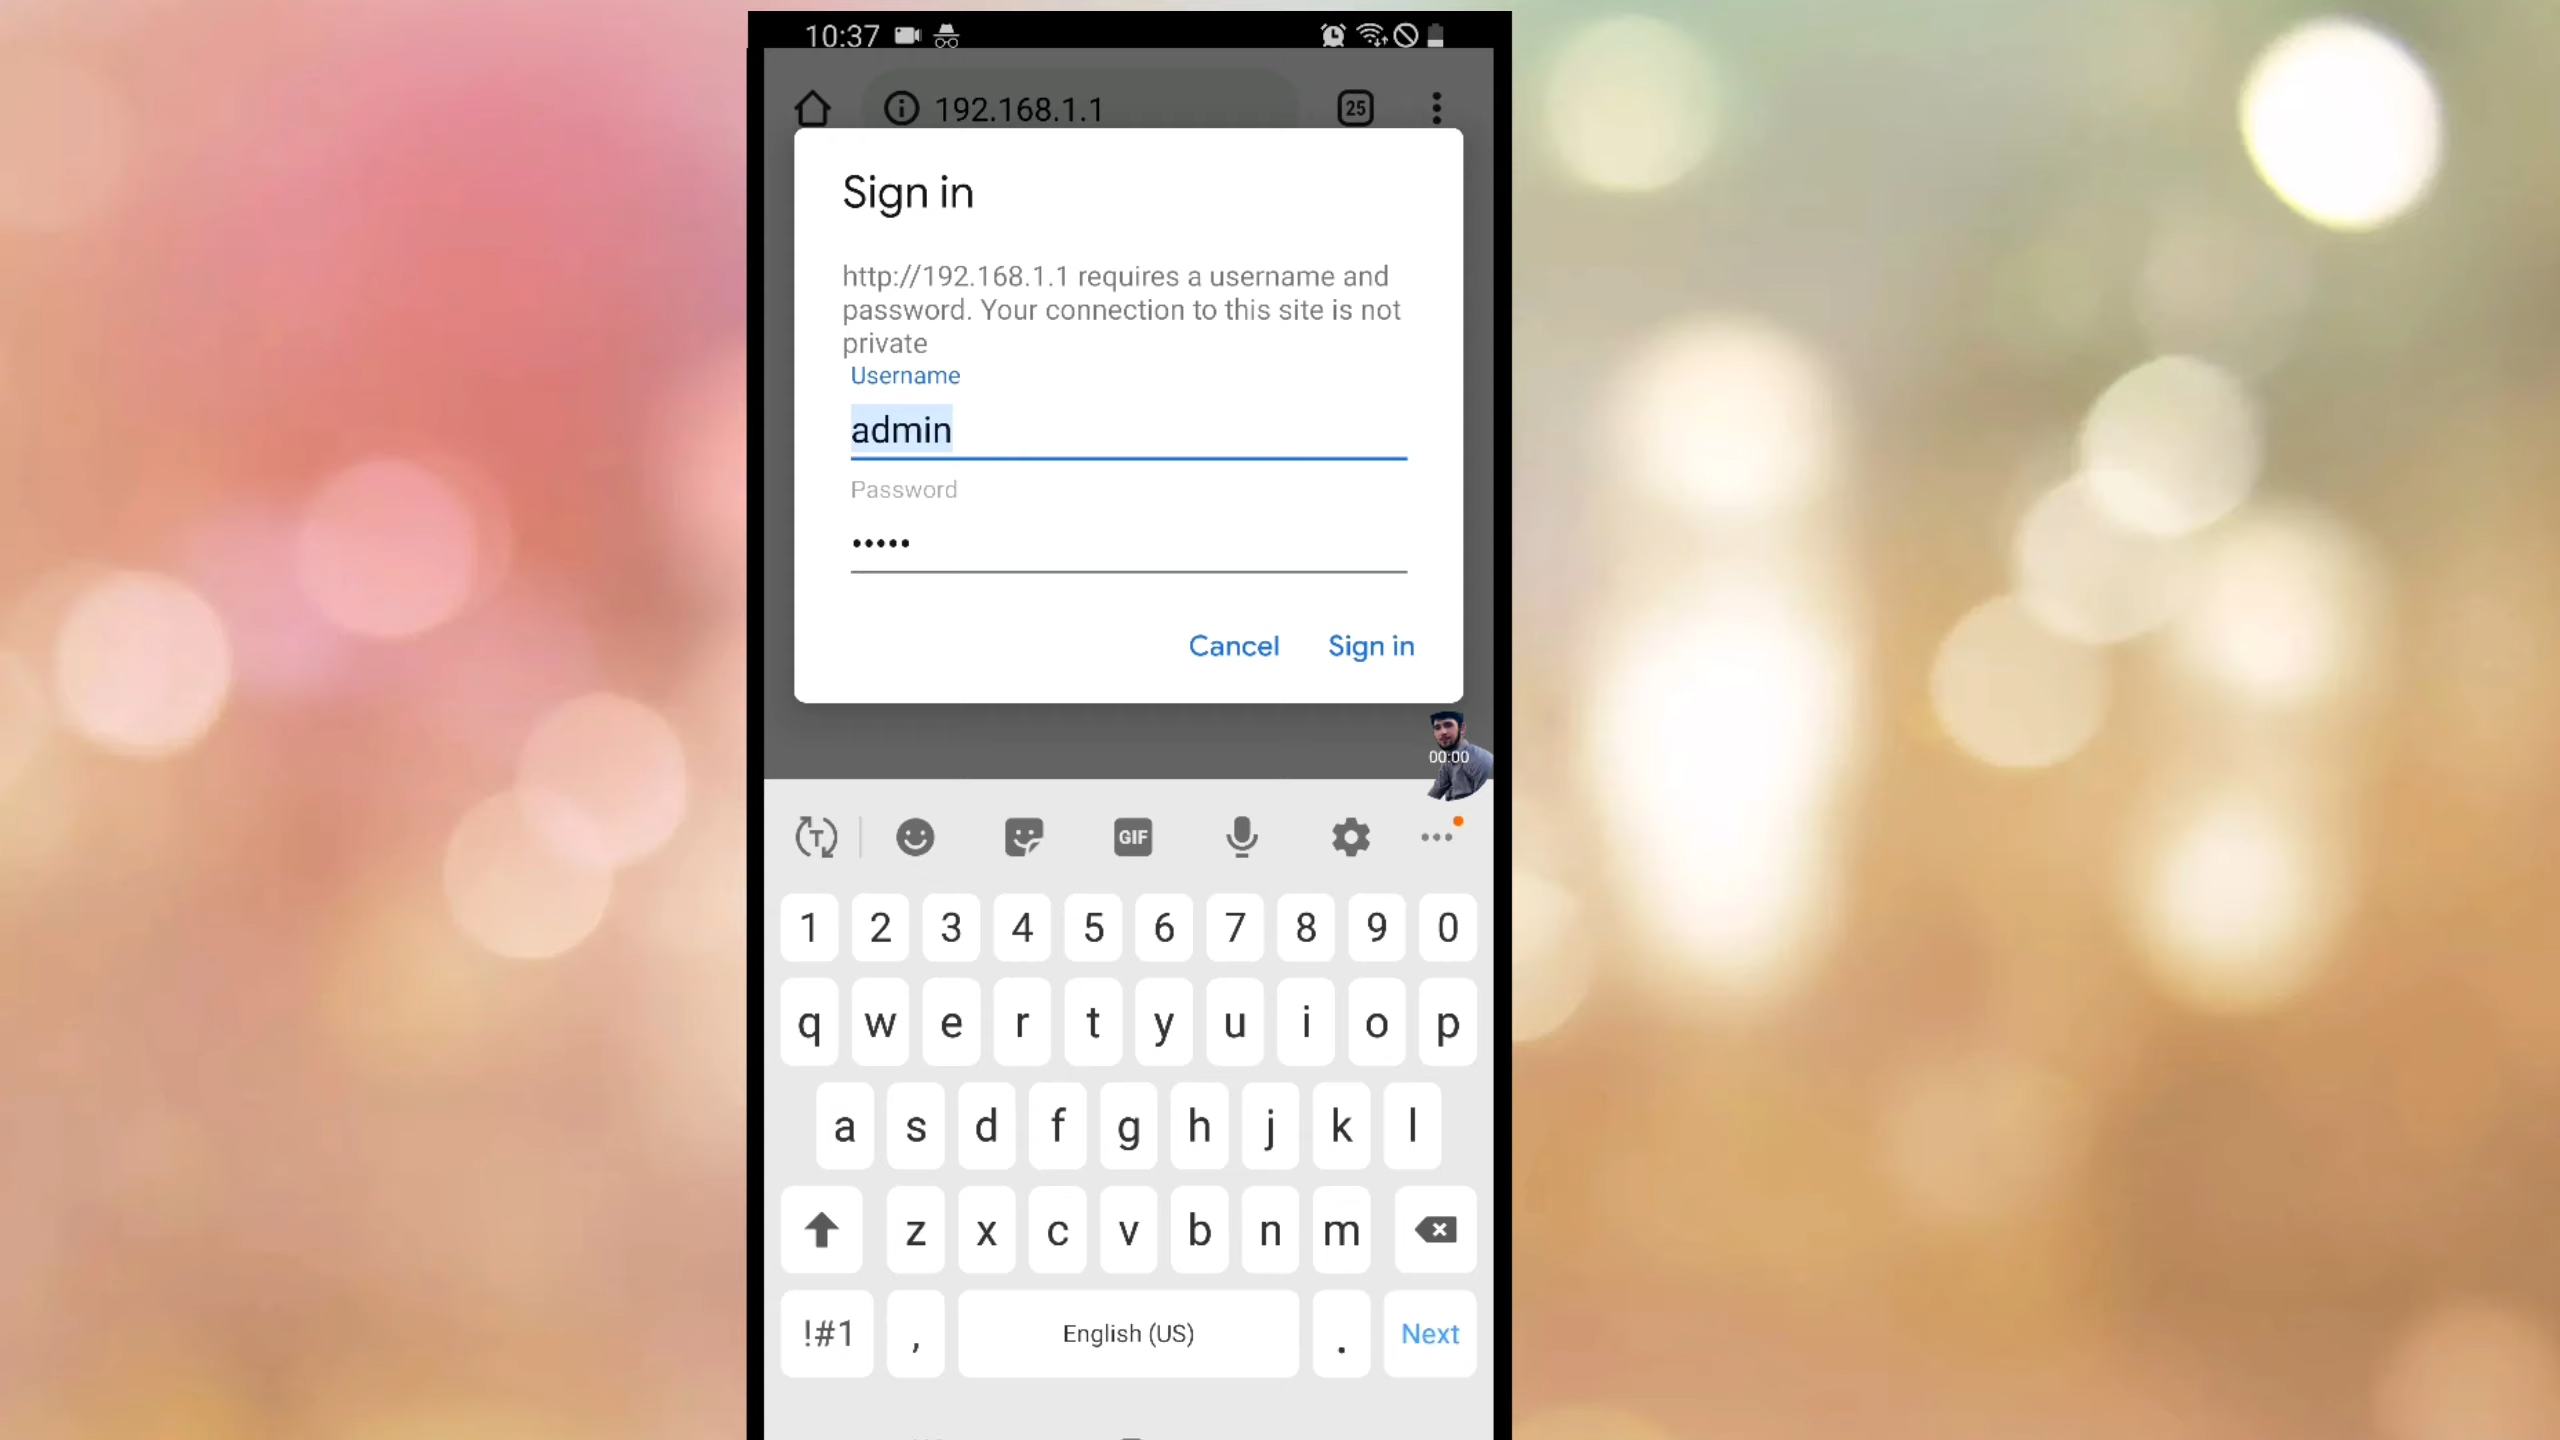 10:37
192.168.1.1
25
Sign in
http://192.168.1.1 requires a username and
password. Your connection to this site is not
private
Username
admin
Password
•••••
Cancel Sign in
00:00
T
GIF
1 2 3 4 5 6 7 8 9 0
q w e r t y u i o p
a s d f g h j k l
z x c v b n m
!#1 , English (US) . Next